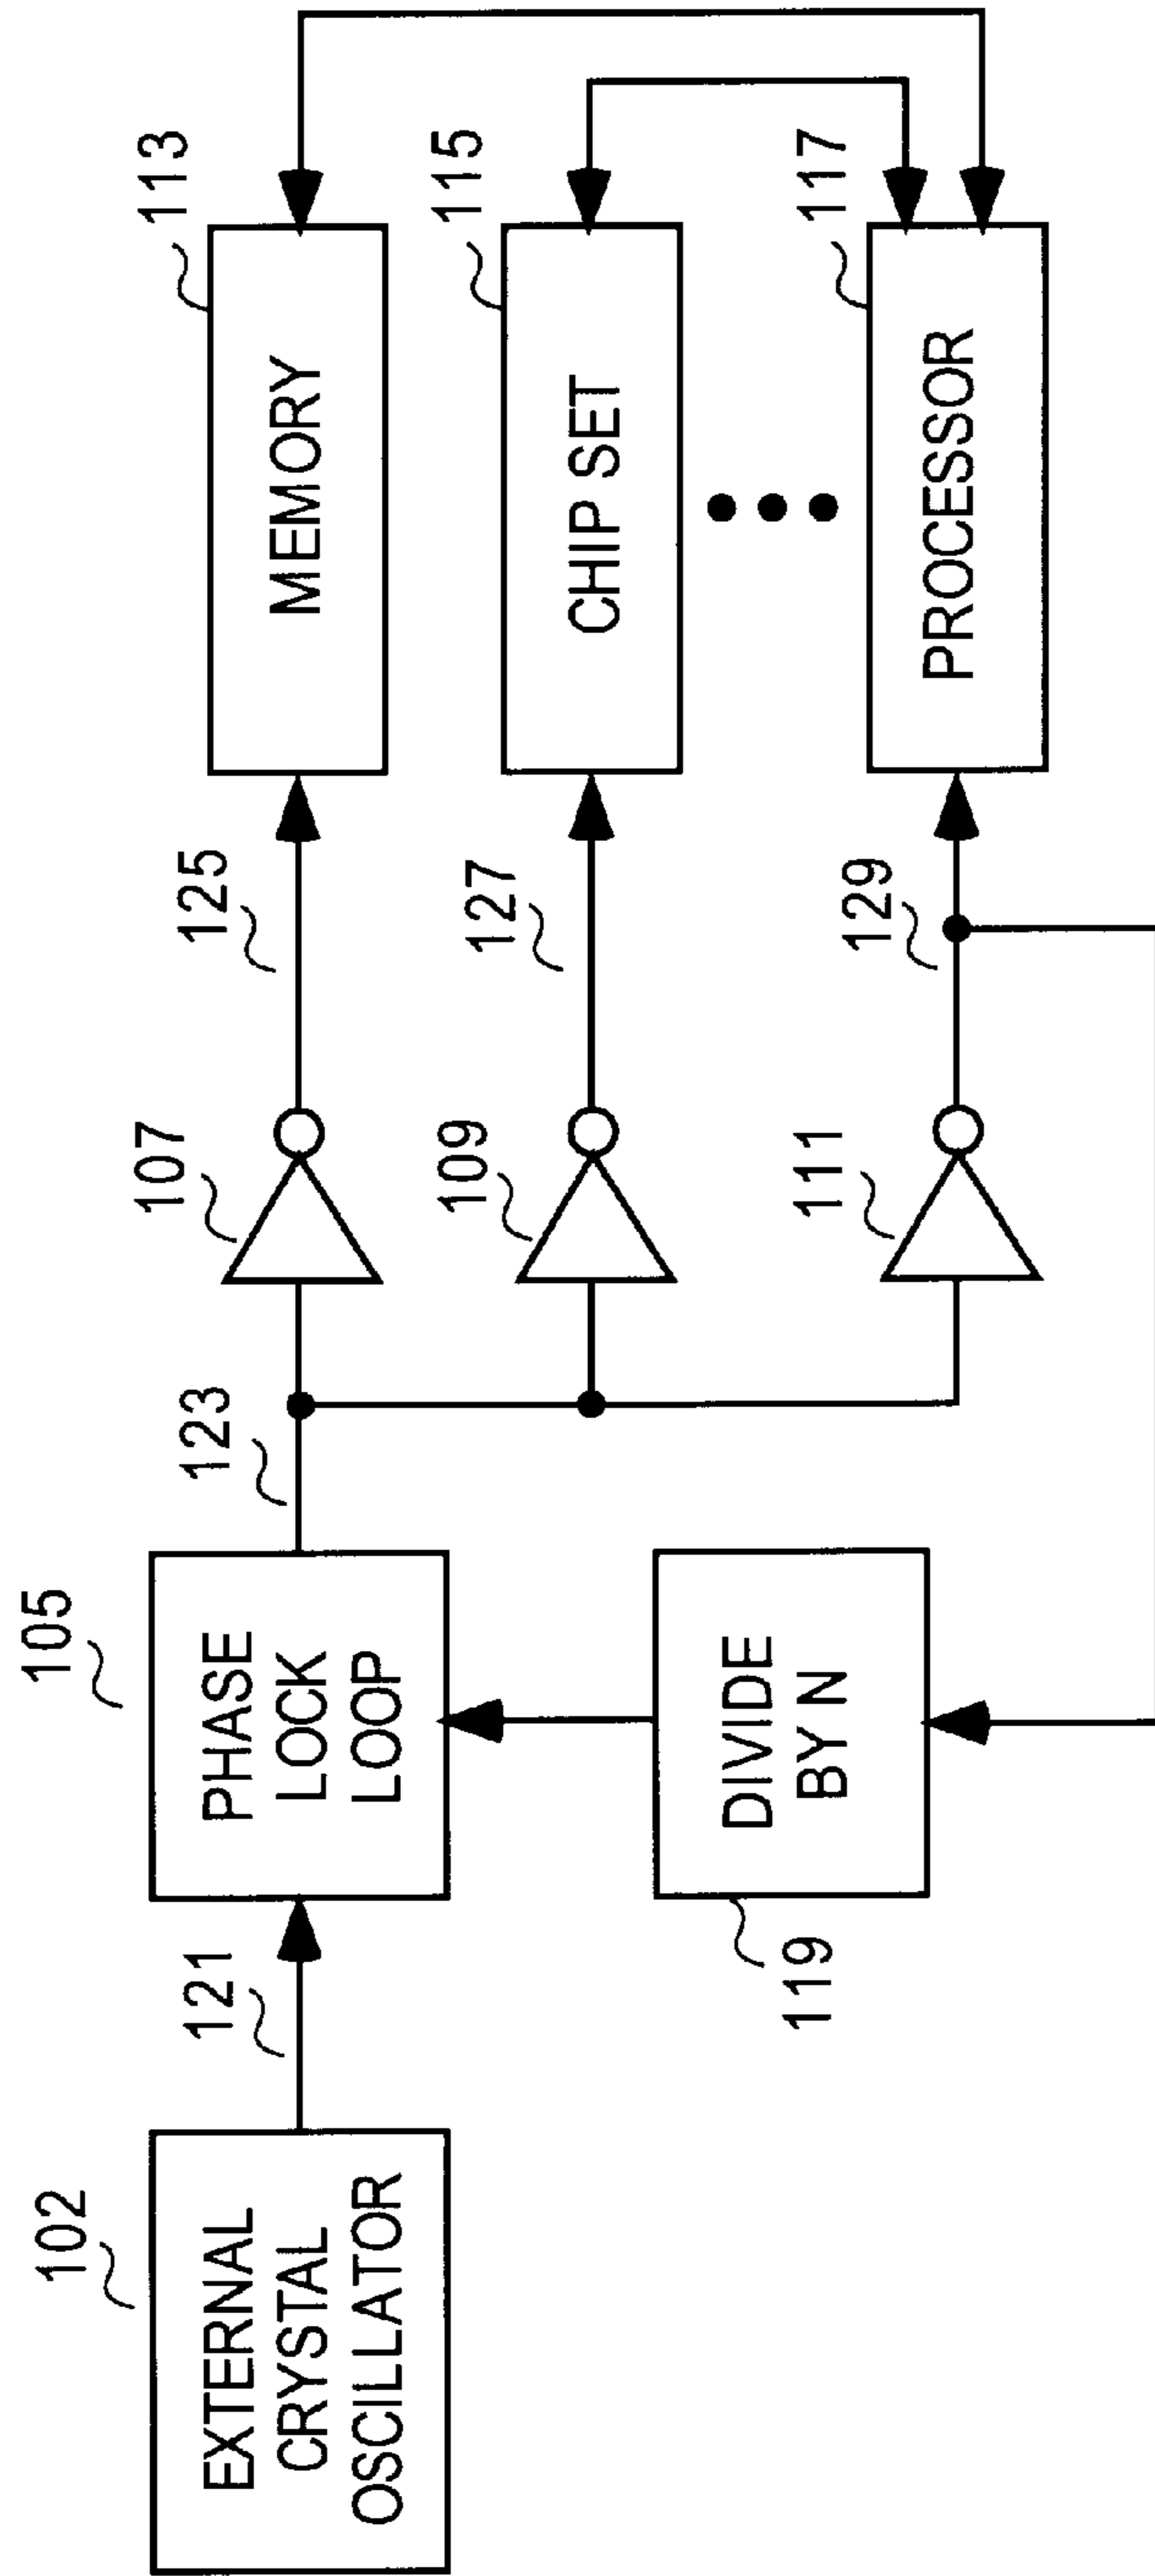 102
EXTERNAL
CRYSTAL
OSCILLATOR
121
105
PHASE
LOCK
LOOP
119
DIVIDE
BY N
123
107
109
111
125
127
129
113
MEMORY
115
CHIP SET
117
PROCESSOR